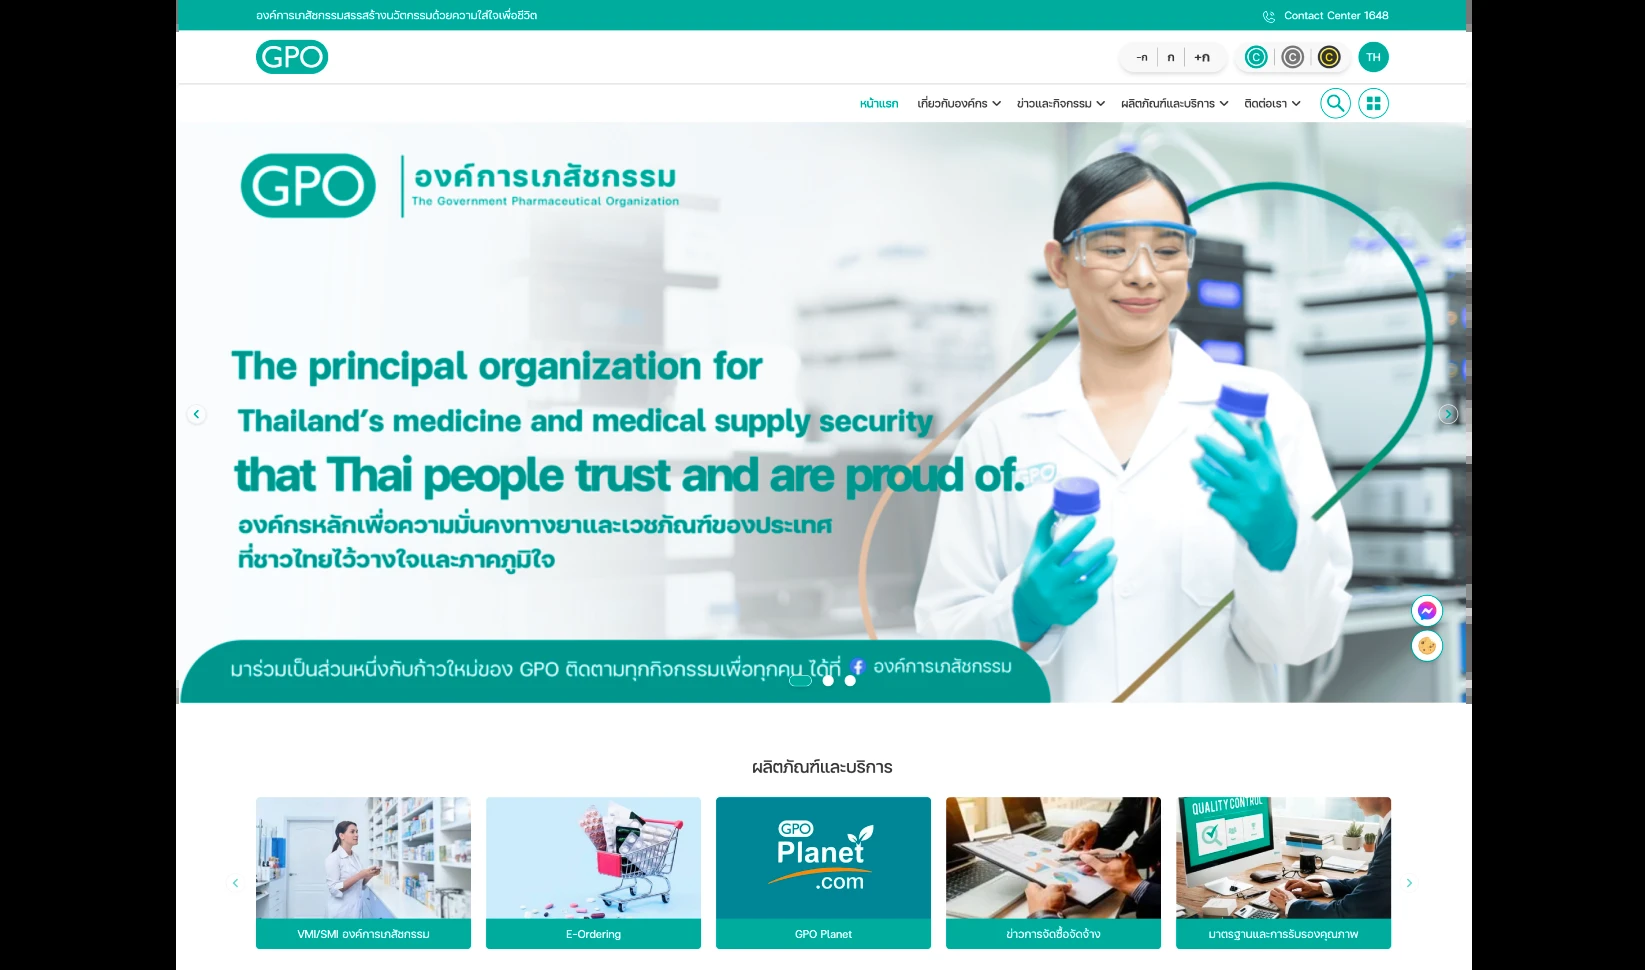 องค์การเภสัชกรรมสรรสร้างนวัตกรรมด้วยความใส่ใจเพื่อชีวิต
Contact Center 1648
GPO
-ก ก +ก
C C C
TH
หน้าแรก เกี่ยวกับองค์กร ข่าวและกิจกรรม ผลิตภัณฑ์และบริการ ติดต่อเรา
GPO
องค์การเภสัชกรรม
The Government Pharmaceutical Organization
The principal organization for
Thailand's medicine and medical supply security
that Thai people trust and are proud of.
GPO
องค์กรหลักเพื่อความมั่นคงทางยาและเวชภัณฑ์ของประเทศ
ที่ชาวไทยไว้วางใจและภาคภูมิใจ
มาร่วมเป็นส่วนหนึ่งกับก้าวใหม่ของ GPO ติดตามทุกกิจกรรมเพื่อทุกคน ได้ที่ องค์การเภสัชกรรม
ผลิตภัณฑ์และบริการ
GPO
Planet
.com
QUALITY CONTROL
VMI/SMI องค์การเภสัชกรรม
E-Ordering
GPO Planet
ข่าวการจัดซื้อจัดจ้าง
มาตรฐานและการรับรองคุณภาพ